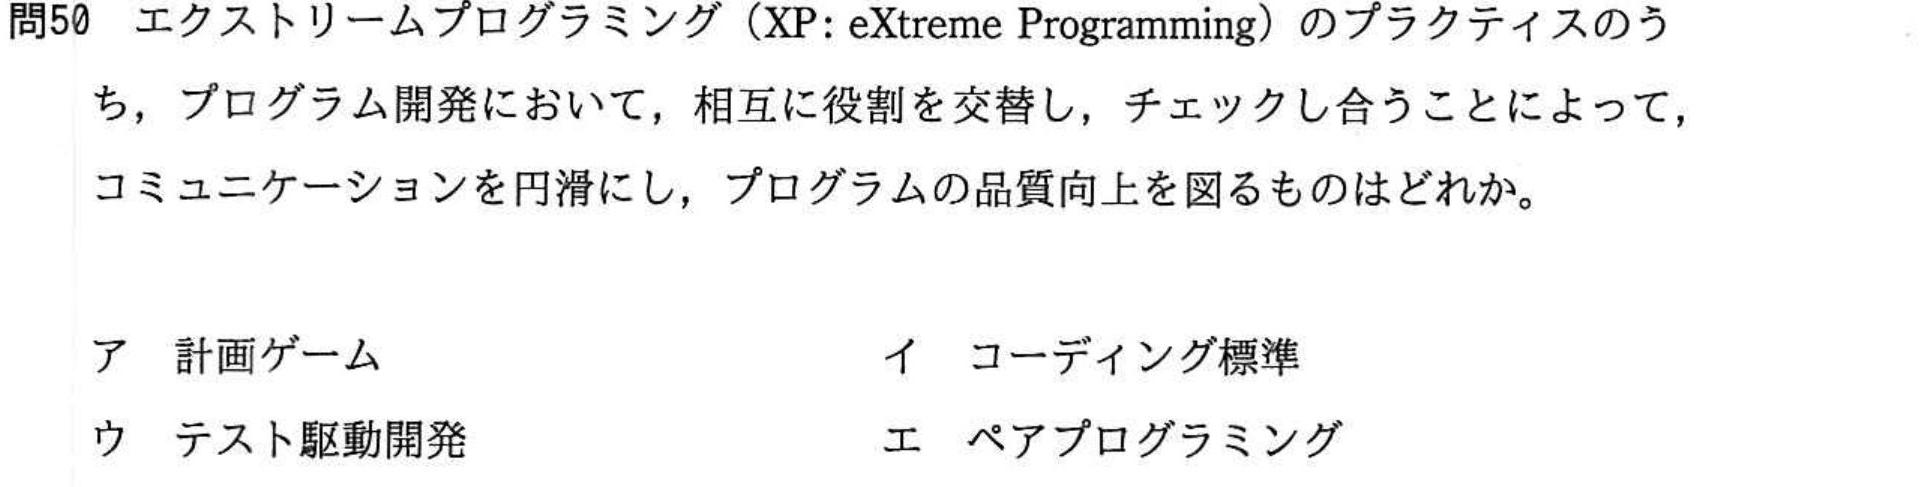 問50 エクストリームプログラミング（XP: eXtreme Programming）のプラクティスのう
ち，プログラム開発において，相互に役割を交替し，チェックし合うことによって，
コミュニケーションを円滑にし，プログラムの品質向上を図るものはどれか。
ア 計画ゲーム イ コーディング標準
ウ テスト駆動開発 エ ペアプログラミング